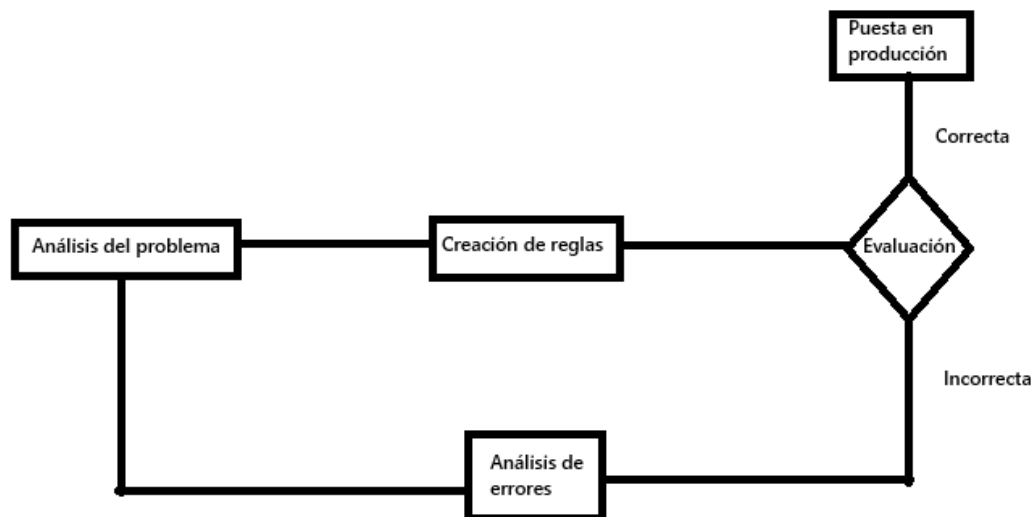 Puesta en
producción
Correcta
Análisis del problema
Creación de reglas
Evaluación
Incorrecta
Análisis de
errores